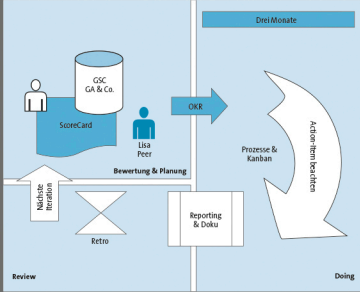 Drei Monate
GSC
GA & Co.
ScoreCard
Lisa
Peer
OKR
Prozesse &
Kanban
Action-Item beachten
Bewertung & Planung
Nächste
Iteration
Retro
Reporting
& Doku
Review
Doing